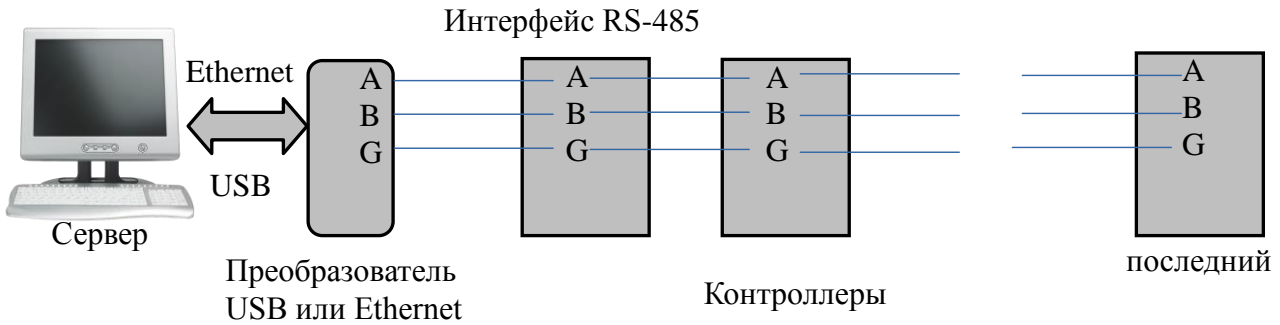 Интерфейс RS-485
Ethernet
USB
Сервер
A
B
G
Преобразователь
USB или Ethernet
A
B
G
A
B
G
Контроллеры
A
B
G
последний